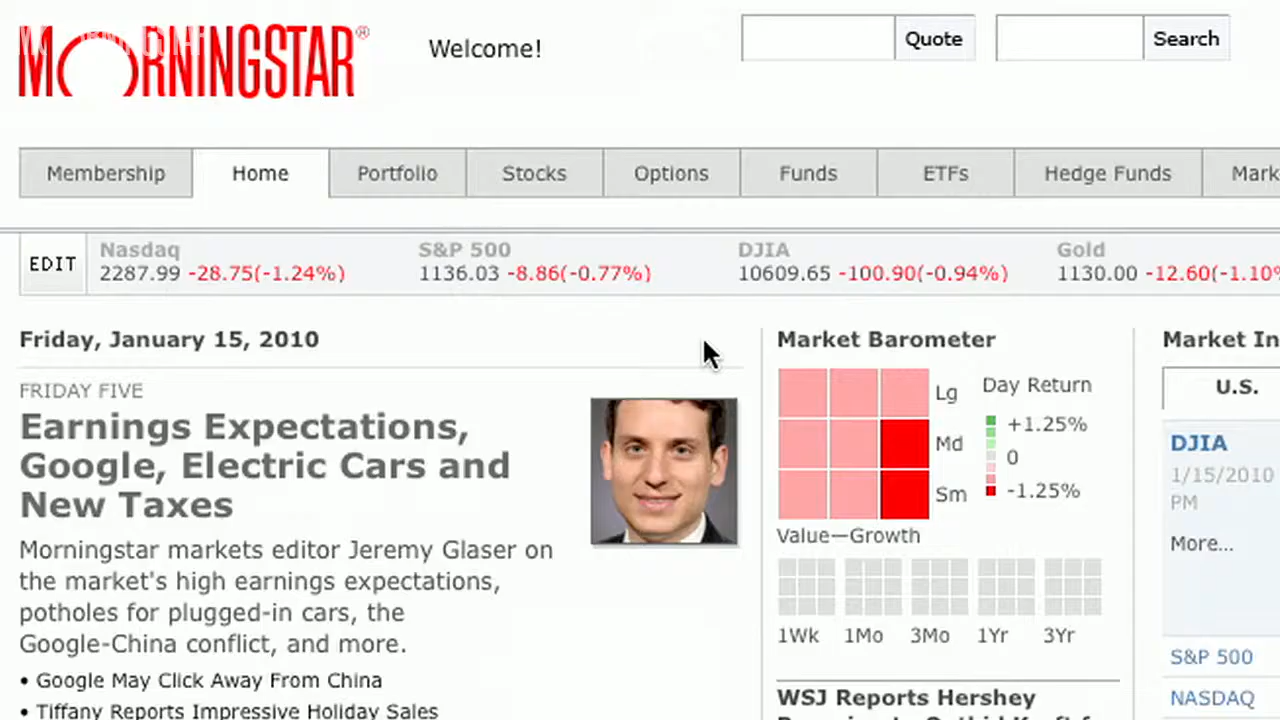 MORNINGSTAR®
Welcome!
Quote
Search
Membership
Home
Portfolio
Stocks
Options
Funds
ETFs
Hedge Funds
EDIT
Nasdaq
2287.99 -28.75(-1.24%)
S&P 500
1136.03 -8.86(-0.77%)
DJIA
10609.65 -100.90(-0.94%)
Gold
1130.00 -12.60(-1.10%
Friday, January 15, 2010
FRIDAY FIVE
Earnings Expectations,
Google, Electric Cars and
New Taxes
Morningstar markets editor Jeremy Glaser on
the market's high earnings expectations,
potholes for plugged-in cars, the
Google-China conflict, and more.
• Google May Click Away From China
• Tiffany Reports Impressive Holiday Sales
Market Barometer
Lg
Md
Sm
Day Return
+1.25%
0
-1.25%
Value—Growth
1Wk 1Mo 3Mo 1Yr 3Yr
WSJ Reports Hershey
Market In
U.S.
DJIA
1/15/2010
PM
More...
S&P 500
NASDAQ